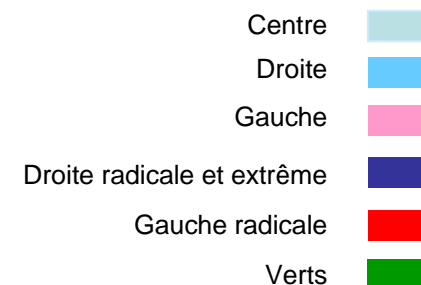 Centre
Droite
Gauche
Droite radicale et extrême
Gauche radicale
Verts